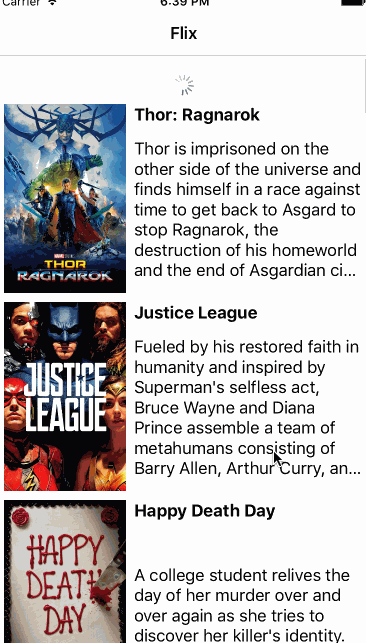 Carrier
6:39 PM
Flix
Thor: Ragnarok
Thor is imprisoned on the
other side of the universe and
finds himself in a race against
time to get back to Asgard to
stop Ragnarok, the
destruction of his homeworld
and the end of Asgardian ci...
MARVEL STUDIOS
THOR
RAGNAROK
Justice League
Fueled by his restored faith in
humanity and inspired by
Superman's selfless act,
Bruce Wayne and Diana
Prince assemble a team of
metahumans consisting of
Barry Allen, Arthur Curry, an...
JUSTICE
LEAGUE
Happy Death Day
A college student relives the
day of her murder over and
over again as she tries to
discover her killer's identity.
HAPPY
DEATH
DAY